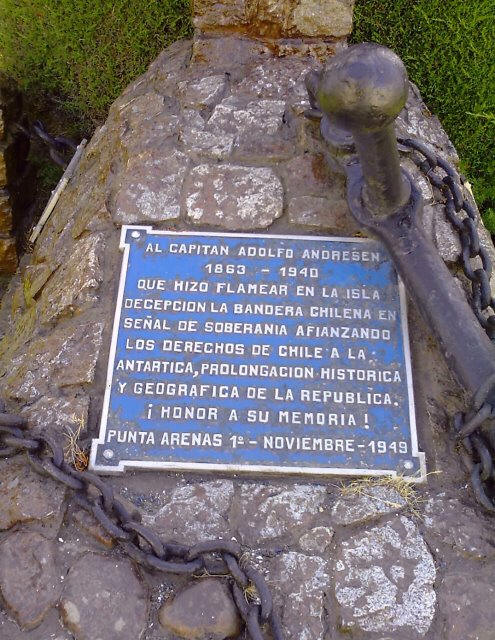 AL CAPITAN ADOLFO ANDRESEN
1863 - 1940
QUE HIZO FLAMEAR EN LA ISLA
DECEPCION LA BANDERA CHILENA EN
SEÑAL DE SOBERANIA AFIANZANDO
LOS DERECHOS DE CHILE A LA
ANTARTICA, PROLONGACION HISTORICA
Y GEOGRAFICA DE LA REPUBLICA.
¡ HONOR A SU MEMORIA !
PUNTA ARENAS 1º - NOVIEMBRE - 1949